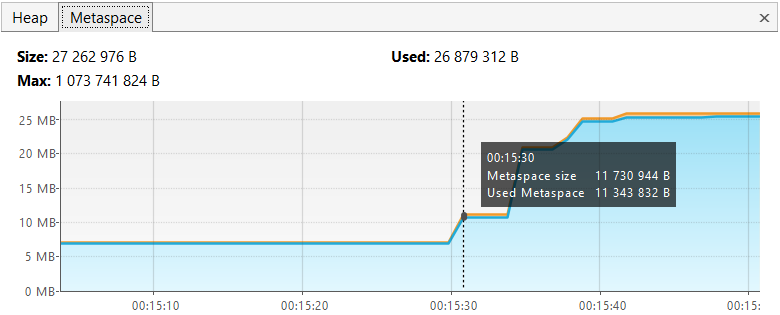 Heap Metaspace
Size: 27 262 976 B Used: 26 879 312 B
Max: 1 073 741 824 B
25 MB
20 MB
15 MB
10 MB
5 MB
0 MB
00:15:30
Metaspace size 11 730 944 B
Used Metaspace 11 343 832 B
00:15:10 00:15:20 00:15:30 00:15:40 00:15: